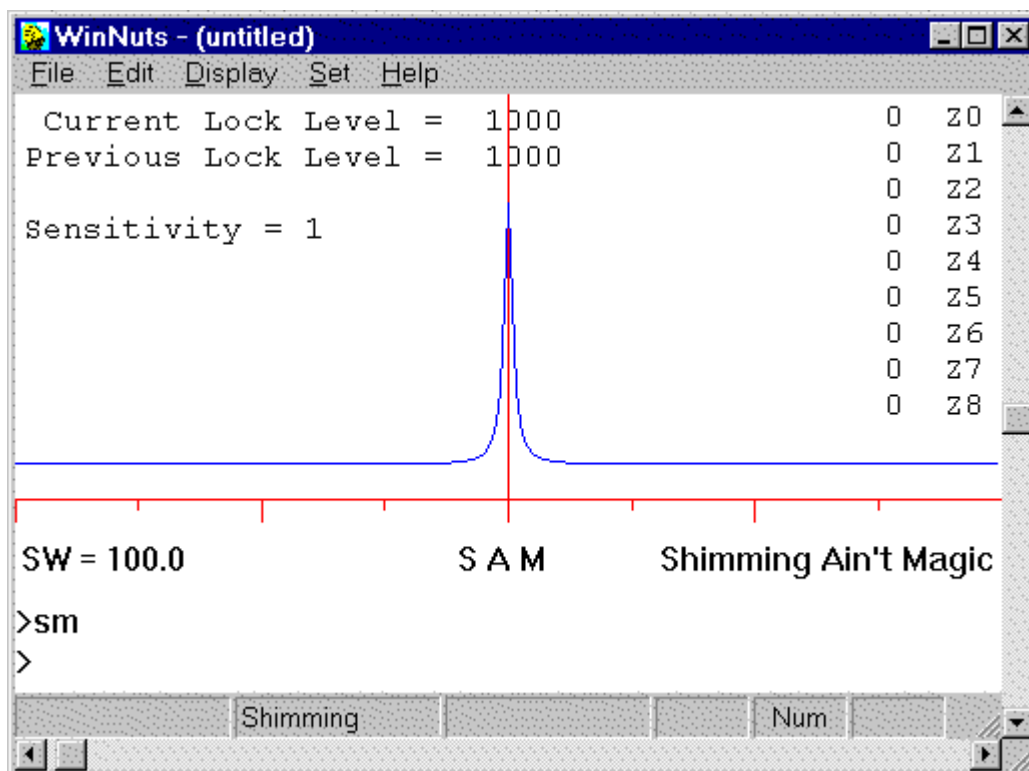 WinNuts - (untitled)
File Edit Display Set Help
Current Lock Level = 1000
Previous Lock Level = 1000
Sensitivity = 1
0 Z0
0 Z1
0 Z2
0 Z3
0 Z4
0 Z5
0 Z6
0 Z7
0 Z8
SW = 100.0 S A M Shimming Ain't Magic
>sm
>
Shimming Num